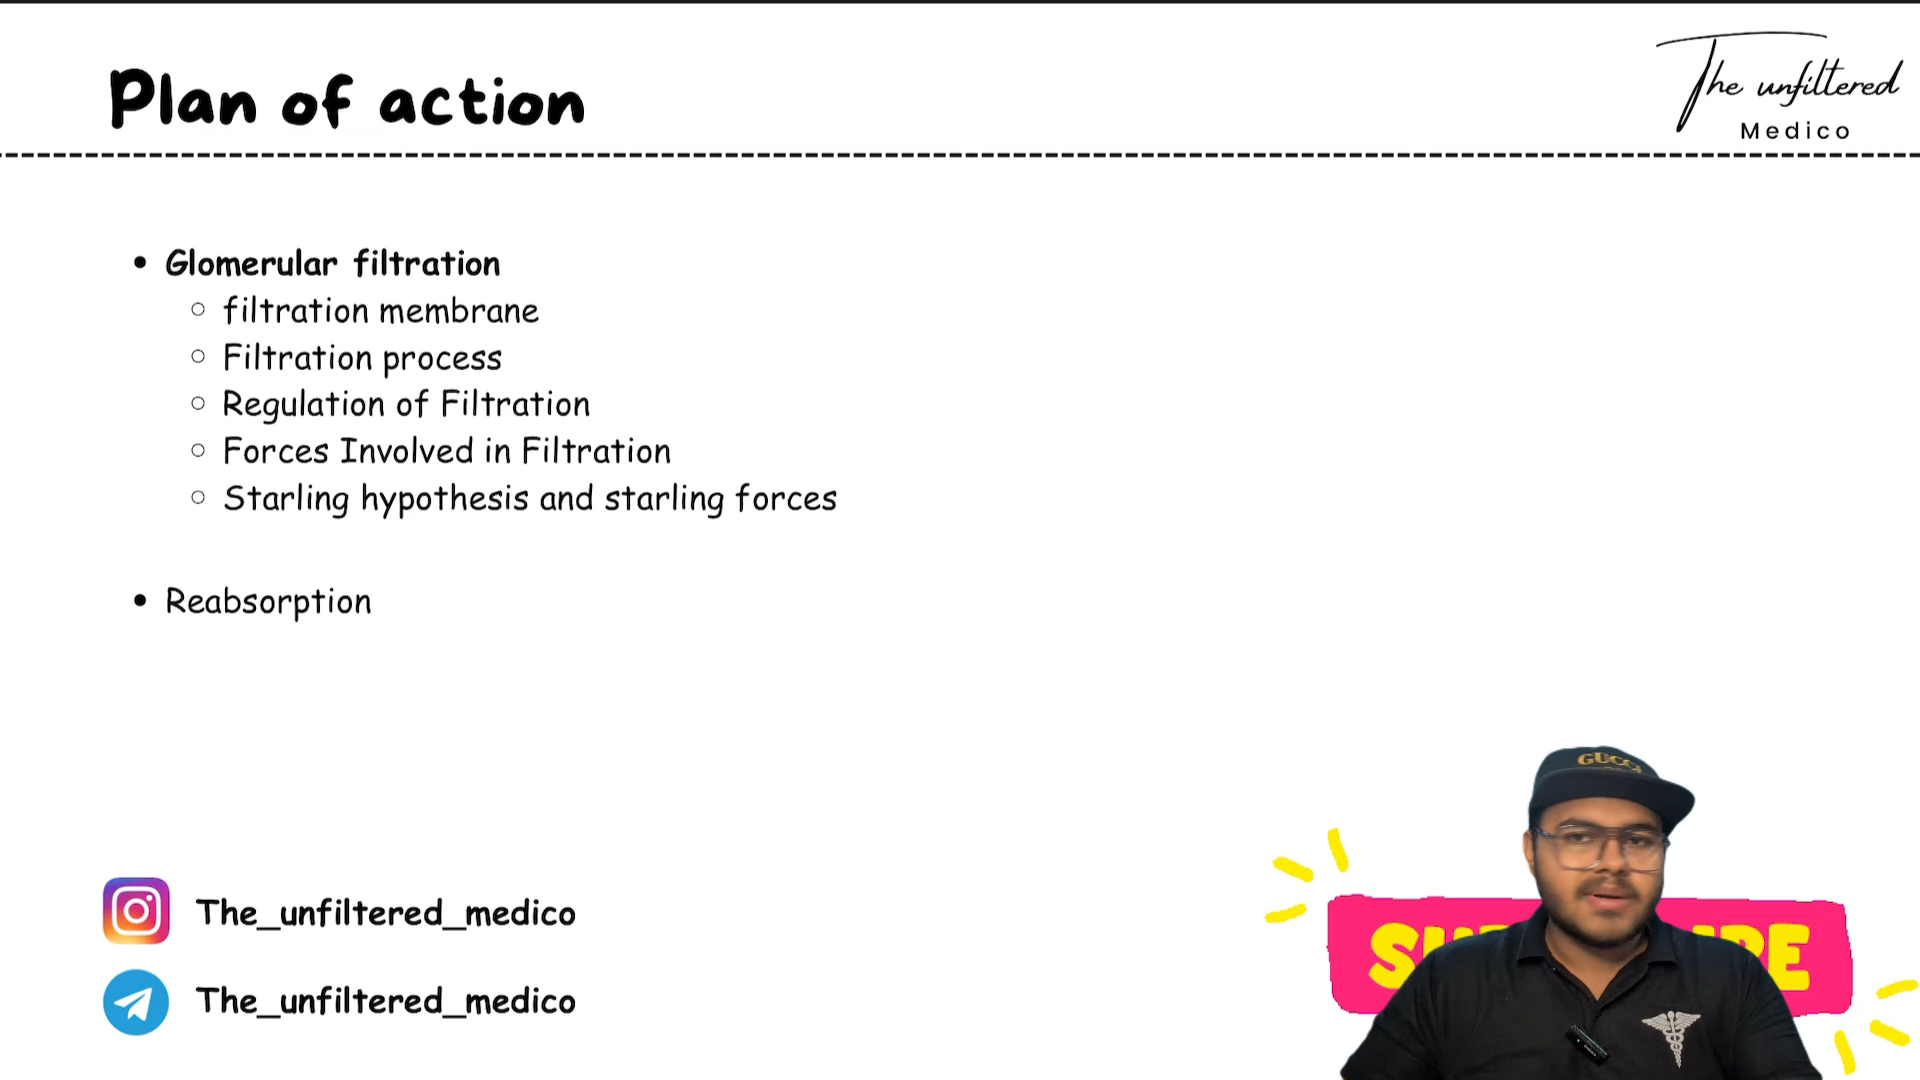 Plan of action
The unfiltered
Medico
Glomerular filtration
filtration membrane
Filtration process
Regulation of Filtration
Forces Involved in Filtration
Starling hypothesis and starling forces
Reabsorption
GUCCI
The_unfiltered_medico
The_unfiltered_medico